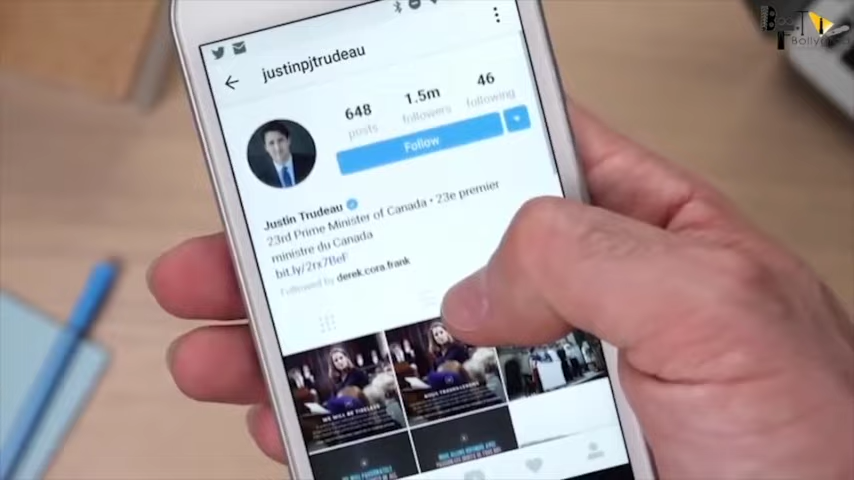 justinpjtrudeau
648 1.5m 46
posts followers following
Follow
Justin Trudeau
23rd Prime Minister of Canada • 23e premier
ministre du Canada
bit.ly/2rx7BeF
Followed by derek.cora.frank
WE WILL BE TIRELESS